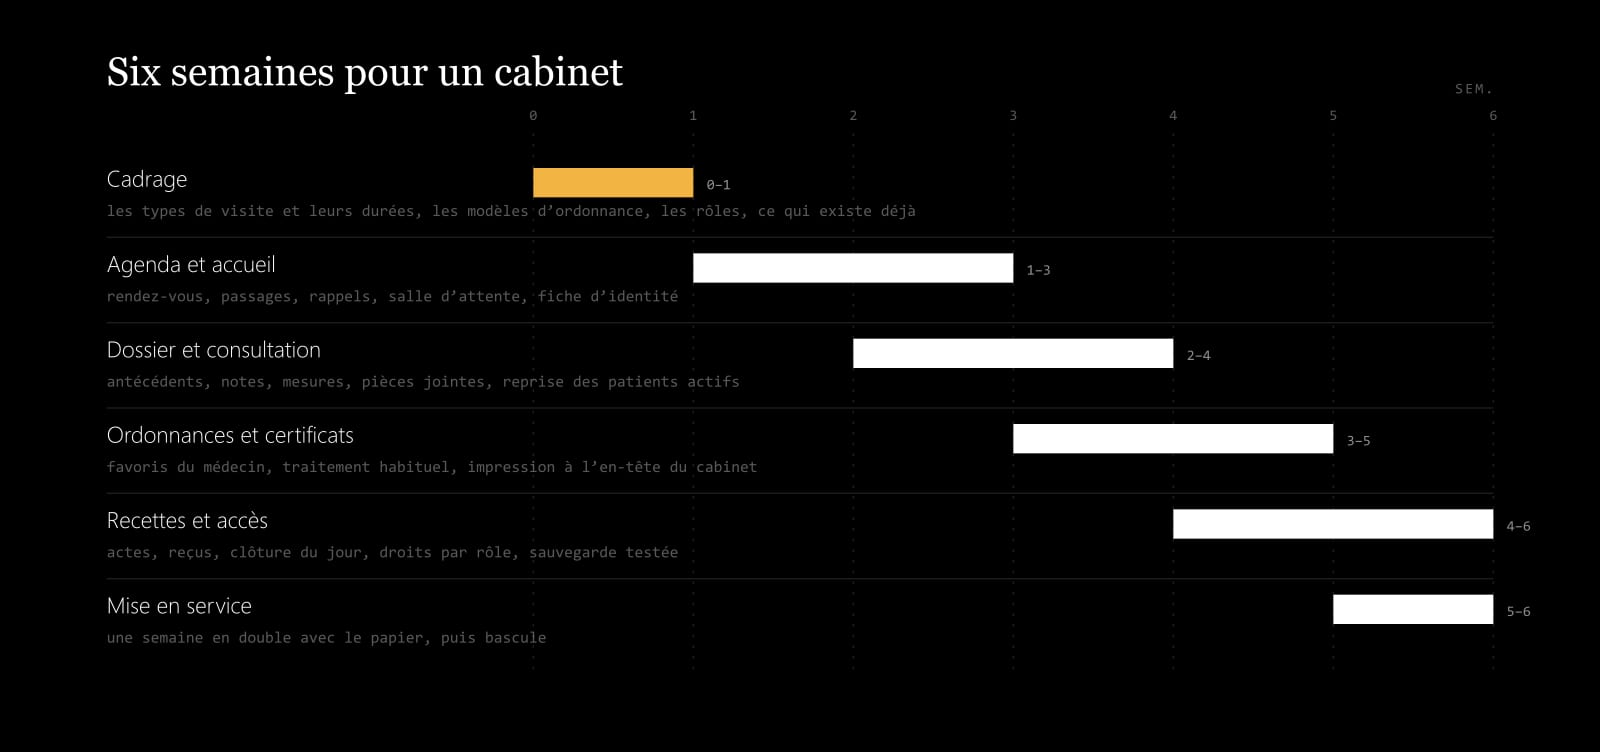 Six semaines pour un cabinet
SEM.
0 1 2 3 4 5 6
Cadrage
0–1
les types de visite et leurs durées, les modèles d’ordonnance, les rôles, ce qui existe déjà
Agenda et accueil
1–3
rendez-vous, passages, rappels, salle d’attente, fiche d’identité
Dossier et consultation
2–4
antécédents, notes, mesures, pièces jointes, reprise des patients actifs
Ordonnances et certificats
3–5
favoris du médecin, traitement habituel, impression à l’en-tête du cabinet
Recettes et accès
4–6
actes, reçus, clôture du jour, droits par rôle, sauvegarde testée
Mise en service
5–6
une semaine en double avec le papier, puis bascule